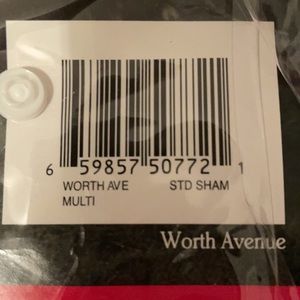 6 59857 50772 1
WORTH AVE STD SHAM
MULTI
Worth Avenue